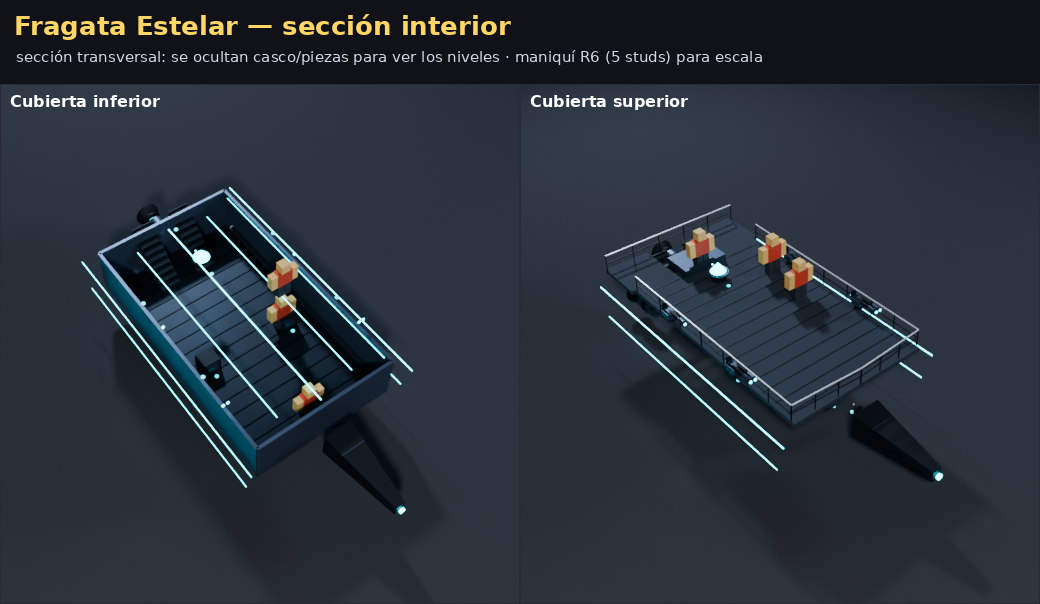 Fragata Estelar — sección interior
sección transversal: se ocultan casco/piezas para ver los niveles · maniquí R6 (5 studs) para escala
Cubierta inferior
Cubierta superior